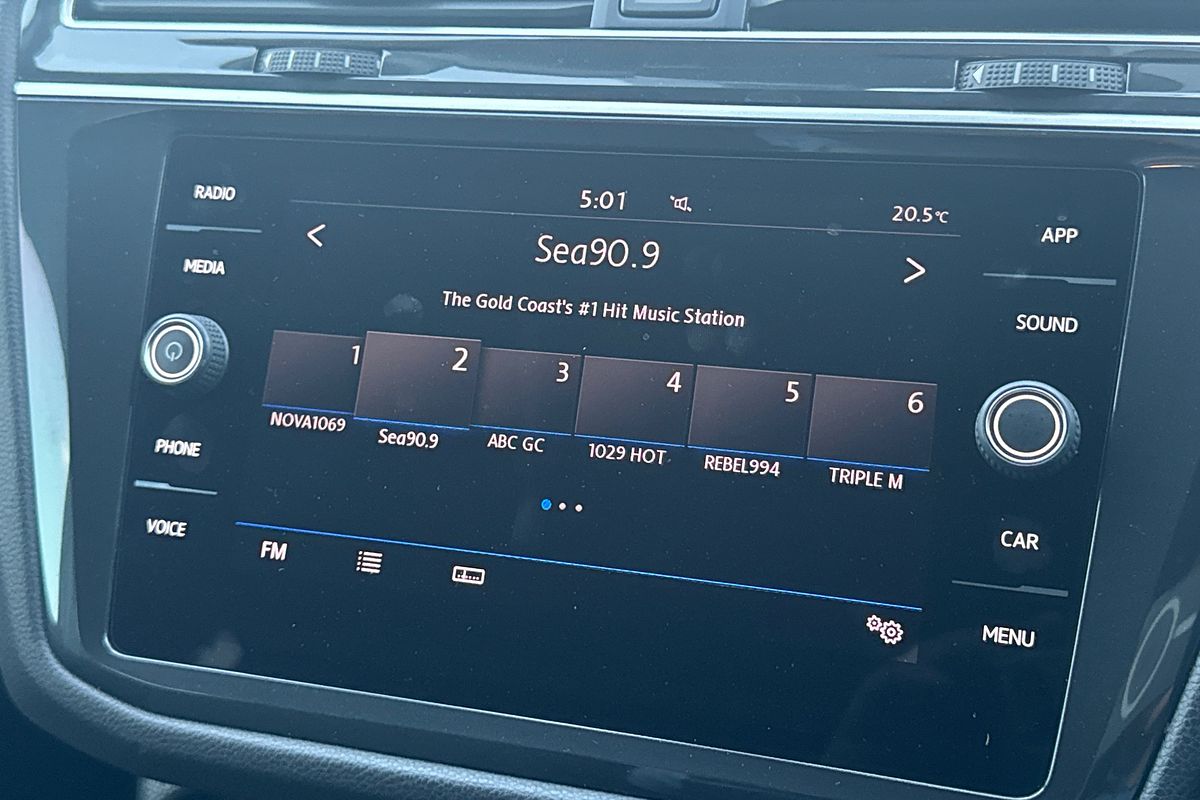 RADIO
MEDIA
PHONE
VOICE
5:01
20.5°C
< Sea90.9 >
The Gold Coast's #1 Hit Music Station
1 2 3 4 5 6
NOVA1069 Sea90.9 ABC GC 1029 HOT REBEL994 TRIPLE M
FM
APP
SOUND
CAR
MENU